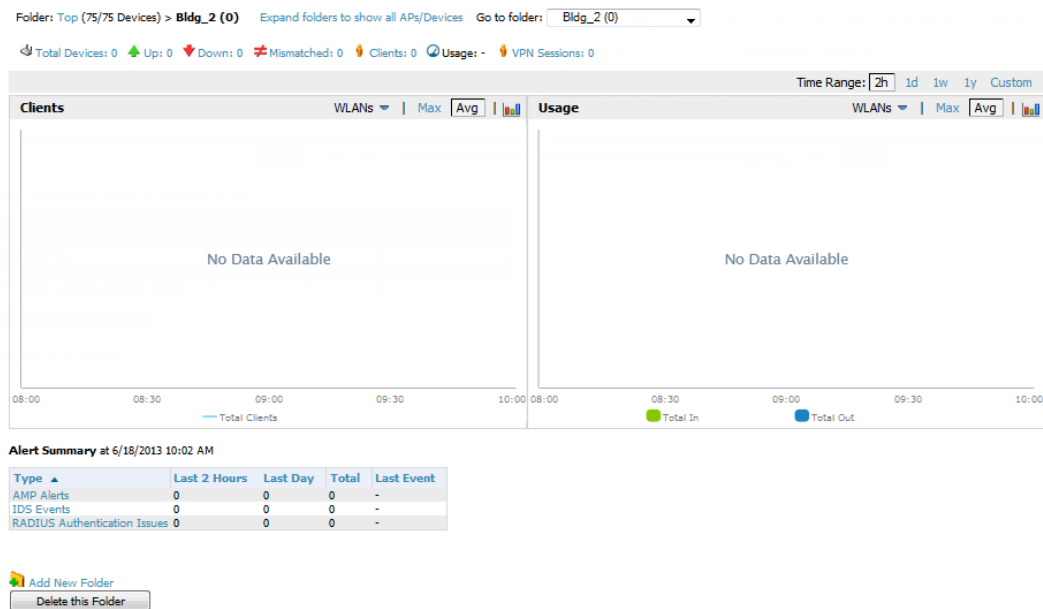 Folder: Top (75/75 Devices) > Bldg_2 (0) Expand folders to show all APs/Devices Go to folder: Bldg_2 (0)
Total Devices: 0 Up: 0 Down: 0 Mismatched: 0 Clients: 0 Usage: - VPN Sessions: 0
Time Range: 2h 1d 1w 1y Custom
Clients WLANs | Max Avg |
Usage WLANs | Max Avg |
No Data Available
No Data Available
08:00 08:30 09:00 09:30 10:00
08:00 08:30 09:00 09:30 10:00
Total Clients
Total In Total Out
Alert Summary at 6/18/2013 10:02 AM
Type Last 2 Hours Last Day Total Last Event
AMP Alerts 0 0 0 -
IDS Events 0 0 0 -
RADIUS Authentication Issues 0 0 0 -
Add New Folder
Delete this Folder